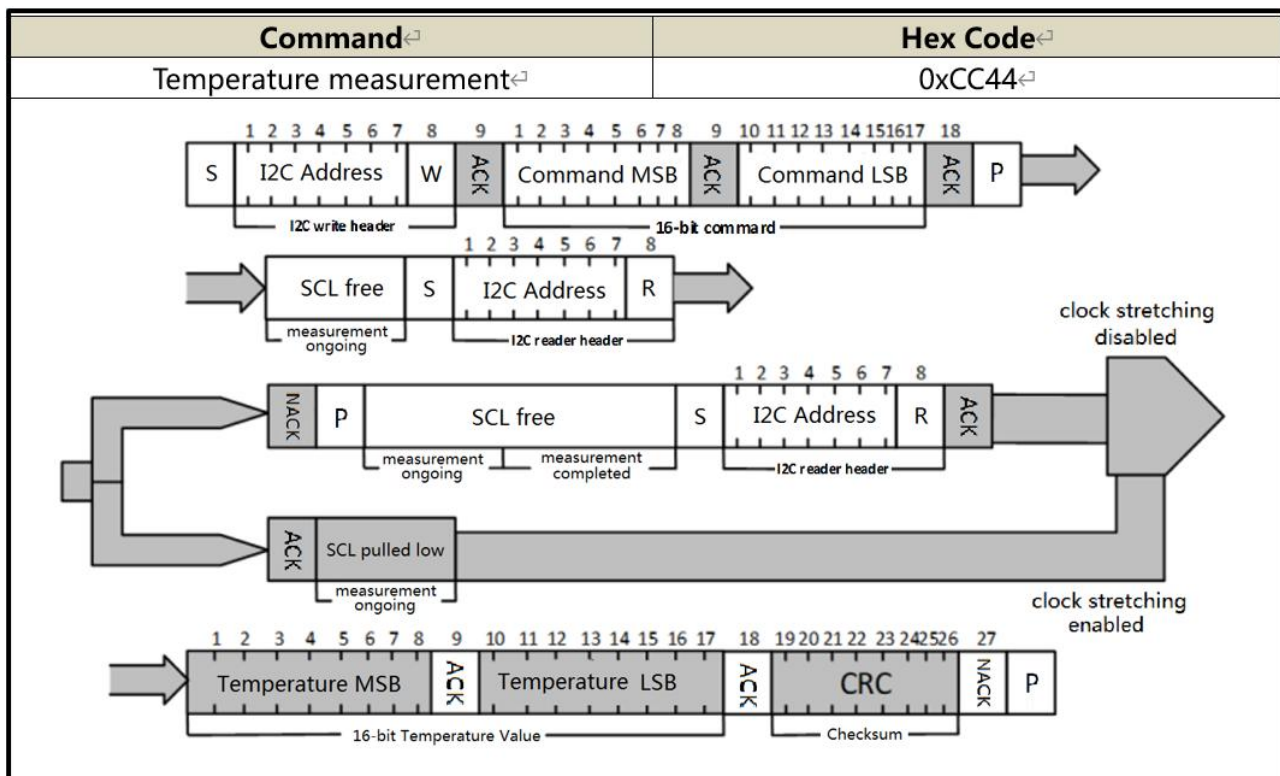 Command↵ Hex Code↵
Temperature measurement↵ 0xCC44↵
1 2 3 4 5 6 7 8 9 1 2 3 4 5 6 7 8 9 10 11 12 13 14 15 16 17 18
S I2C Address W ACK Command MSB ACK Command LSB ACK P
I2C write header 16-bit commard
1 2 3 4 5 6 7 8
SCL free S I2C Address R
measurement
ongoing
I2C reader header
clock stretching
disabled
1 2 3 4 5 6 7 8
NACK P SCL free S I2C Address R ACK
measurement
ongoing
measurement
completed
I2C reader header
ACK SCL pulled low
measurement
ongoing
clock stretching
enabled
1 2 3 4 5 6 7 8 9 10 11 12 13 14 15 16 17 18 19 20 21 22 23 24 25 26 27
Temperature MSB ACK Temperature LSB ACK CRC NACK P
16-bit Temperature Value Checksum